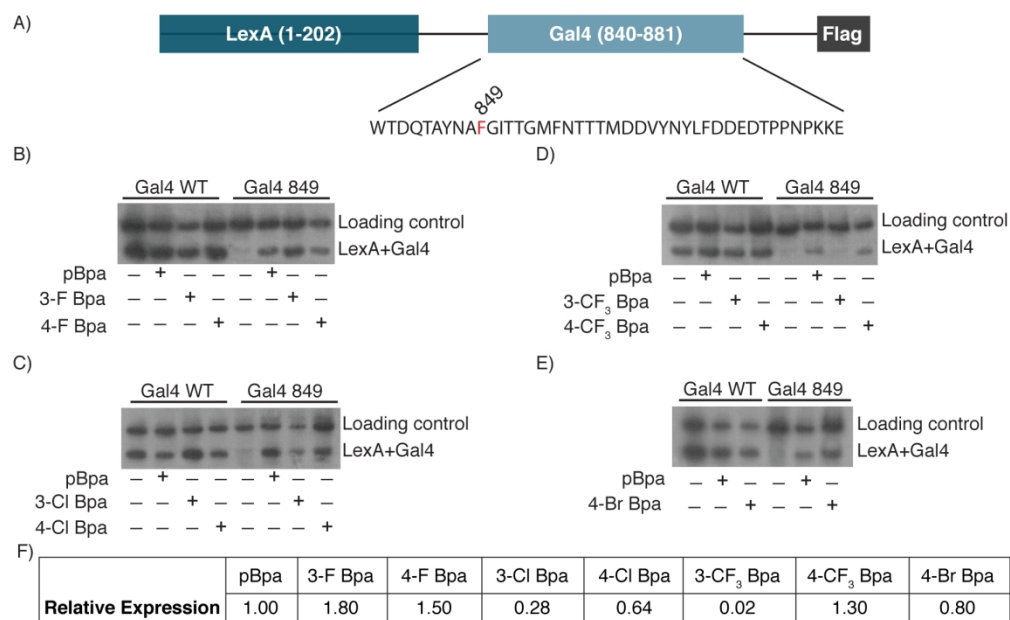 A)
LexA (1-202) Gal4 (840-881) Flag
849
WTDQTAYNAFGITTGMFNTTTMDDVYNYLFDDEDTPPNPKKE
B)
Gal4 WT Gal4 849
Loading control
LexA+Gal4
pBpa – + – – – + – –
3-F Bpa – – + – – – + –
4-F Bpa – – – + – – – +
D)
Gal4 WT Gal4 849
Loading control
LexA+Gal4
pBpa – + – – – + – –
3-CF3 Bpa – – + – – – + –
4-CF3 Bpa – – – + – – – +
C)
Gal4 WT Gal4 849
Loading control
LexA+Gal4
pBpa – + – – – + – –
3-Cl Bpa – – + – – – + –
4-Cl Bpa – – – + – – – +
E)
Gal4 WT Gal4 849
Loading control
LexA+Gal4
pBpa – + – – + –
4-Br Bpa – – + – – +
F)
pBpa 3-F Bpa 4-F Bpa 3-Cl Bpa 4-Cl Bpa 3-CF3 Bpa 4-CF3 Bpa 4-Br Bpa
Relative Expression 1.00 1.80 1.50 0.28 0.64 0.02 1.30 0.80